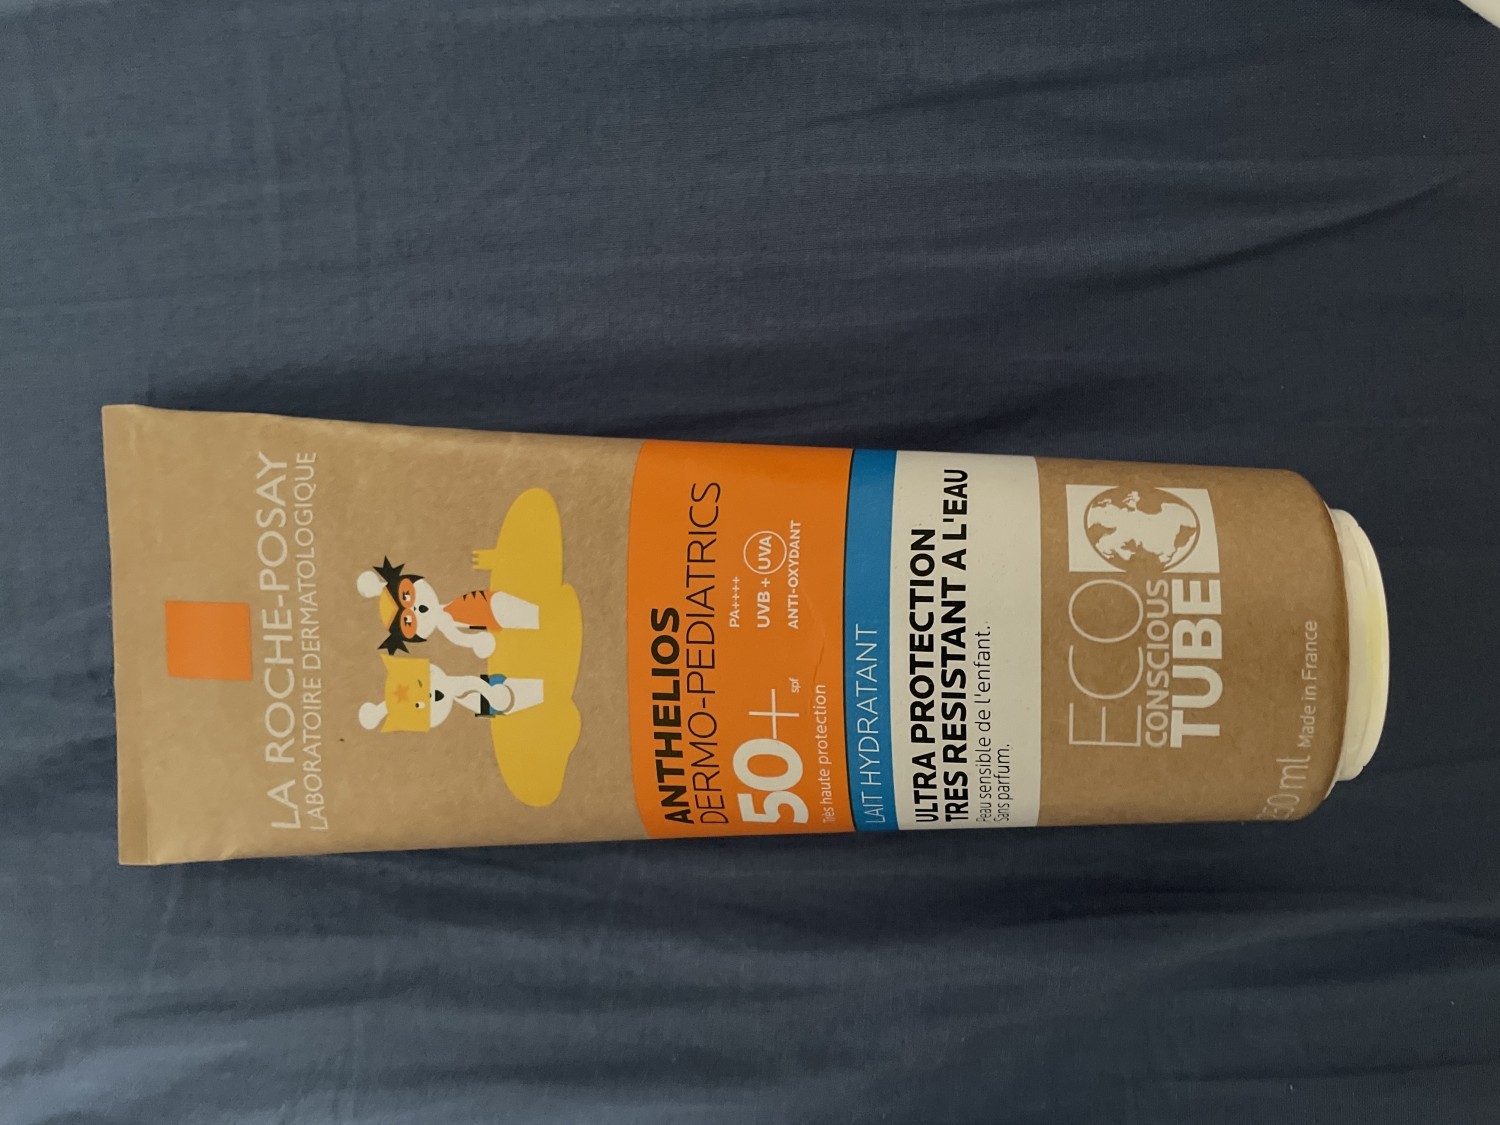 LA ROCHE-POSAY
LABORATOIRE DERMATOLOGIQUE
ANTHELIOS
DERMO-PEDIATRICS
50+ spf
PA++++
UVB + UVA
ANTI-OXYDANT
Très haute protection
LAIT HYDRATANT
ULTRA PROTECTION
TRES RESISTANT A L'EAU
Peau sensible de l'enfant.
Sans parfum.
ECO
CONSCIOUS
TUBE
250ml Made in France